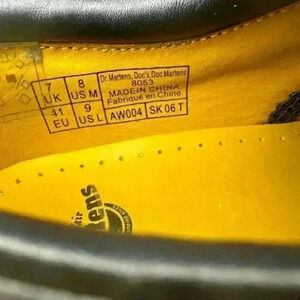 7 UK 8 US M Dr. Martens, Doc's, Doc Martens
8053
MADE IN CHINA
Fabriqué en Chine
41 EU 9 US L AW004 SK 06 T
air